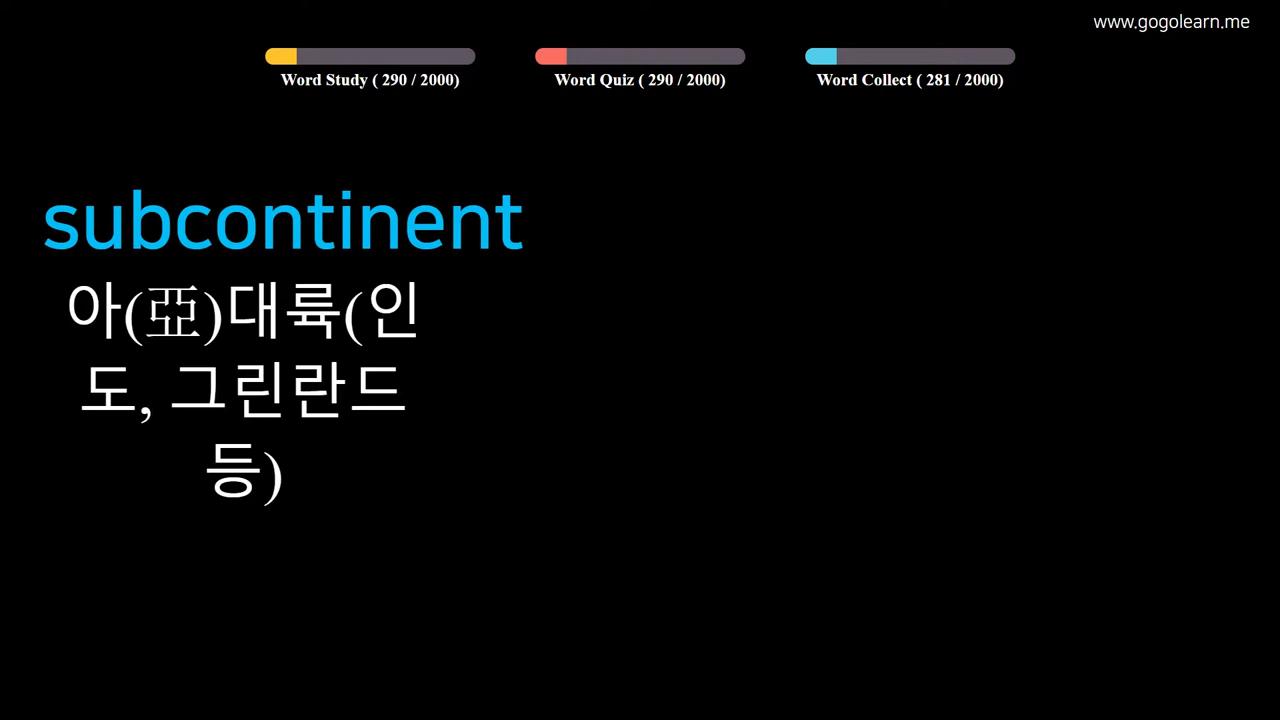 www.gogolearn.me
Word Study ( 290 / 2000)
Word Quiz ( 290 / 2000)
Word Collect ( 281 / 2000)
subcontinent
아(亞)대륙(인
도, 그린란드
등)